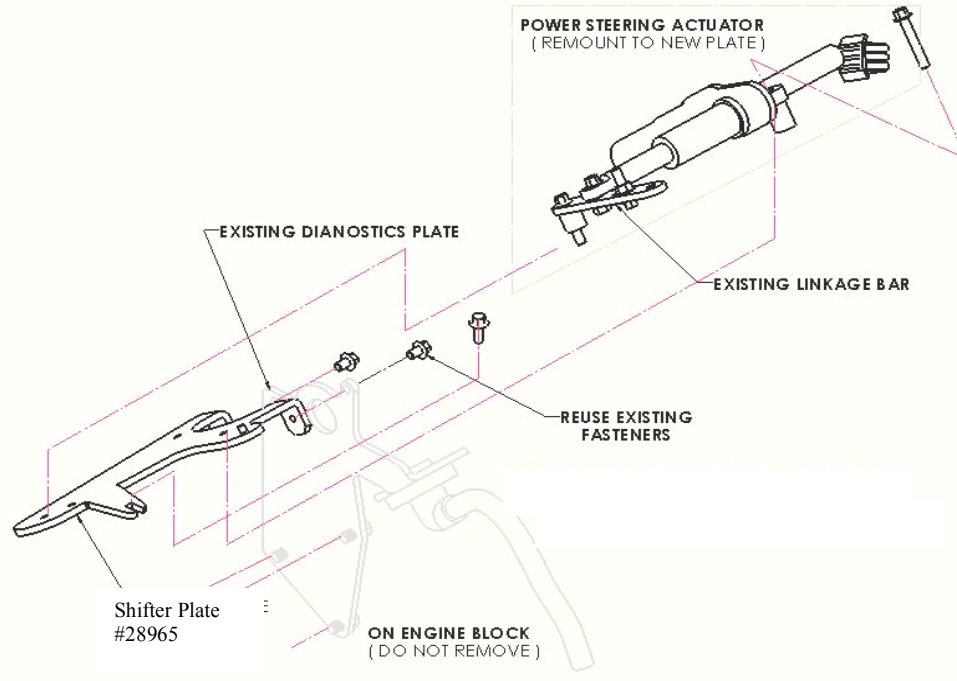 POWER STEERING ACTUATOR
( REMOUNT TO NEW PLATE )
EXISTING DIANOSTICS PLATE
EXISTING LINKAGE BAR
REUSE EXISTING
FASTENERS
Shifter Plate
#28965
E
ON ENGINE BLOCK
( DO NOT REMOVE )